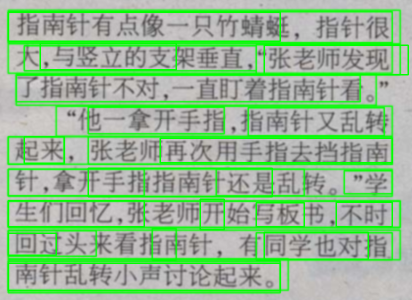 指南针有点像一只竹蜻蜓，指针很
大,与竖立的支架垂直,“张老师发现
了指南针不对,一直盯着指南针看。”
“他一拿开手指,指南针又乱转
起来，张老师再次用手指去挡指南
针,拿开手指指南针还是乱转。”学
生们回忆,张老师开始写板书,不时
回过头来看指南针，有同学也对指
南针乱转小声讨论起来。